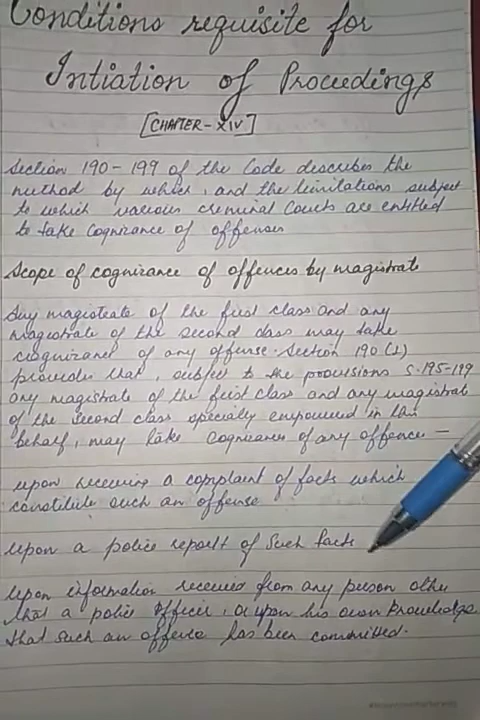 Conditions requisite for
Intiation of Proceedings
[CHAPTER-XIV]
Section 190-199 of the Code describes the
method by which, and the limitations subject
to which various criminal Courts are entitled
to take Cognizance of offenses
Scope of cognizance of offences by magistrate
Any magistrate of the first class and any
magistrate of the second class may take
cognizance of any offense. Section 190(1)
provides that, subject to the provisions S. 195-199
any magistrate of the first class and any magistrat
of the second class specially empowered in this
behalf, may take Cognizance of any offence —
upon receiving a complaint of facts which
constitute such an offense
upon a police report of such facts
upon information received from any person other
that a police officer, or upon his own knowledge
that such an offense has been committed.